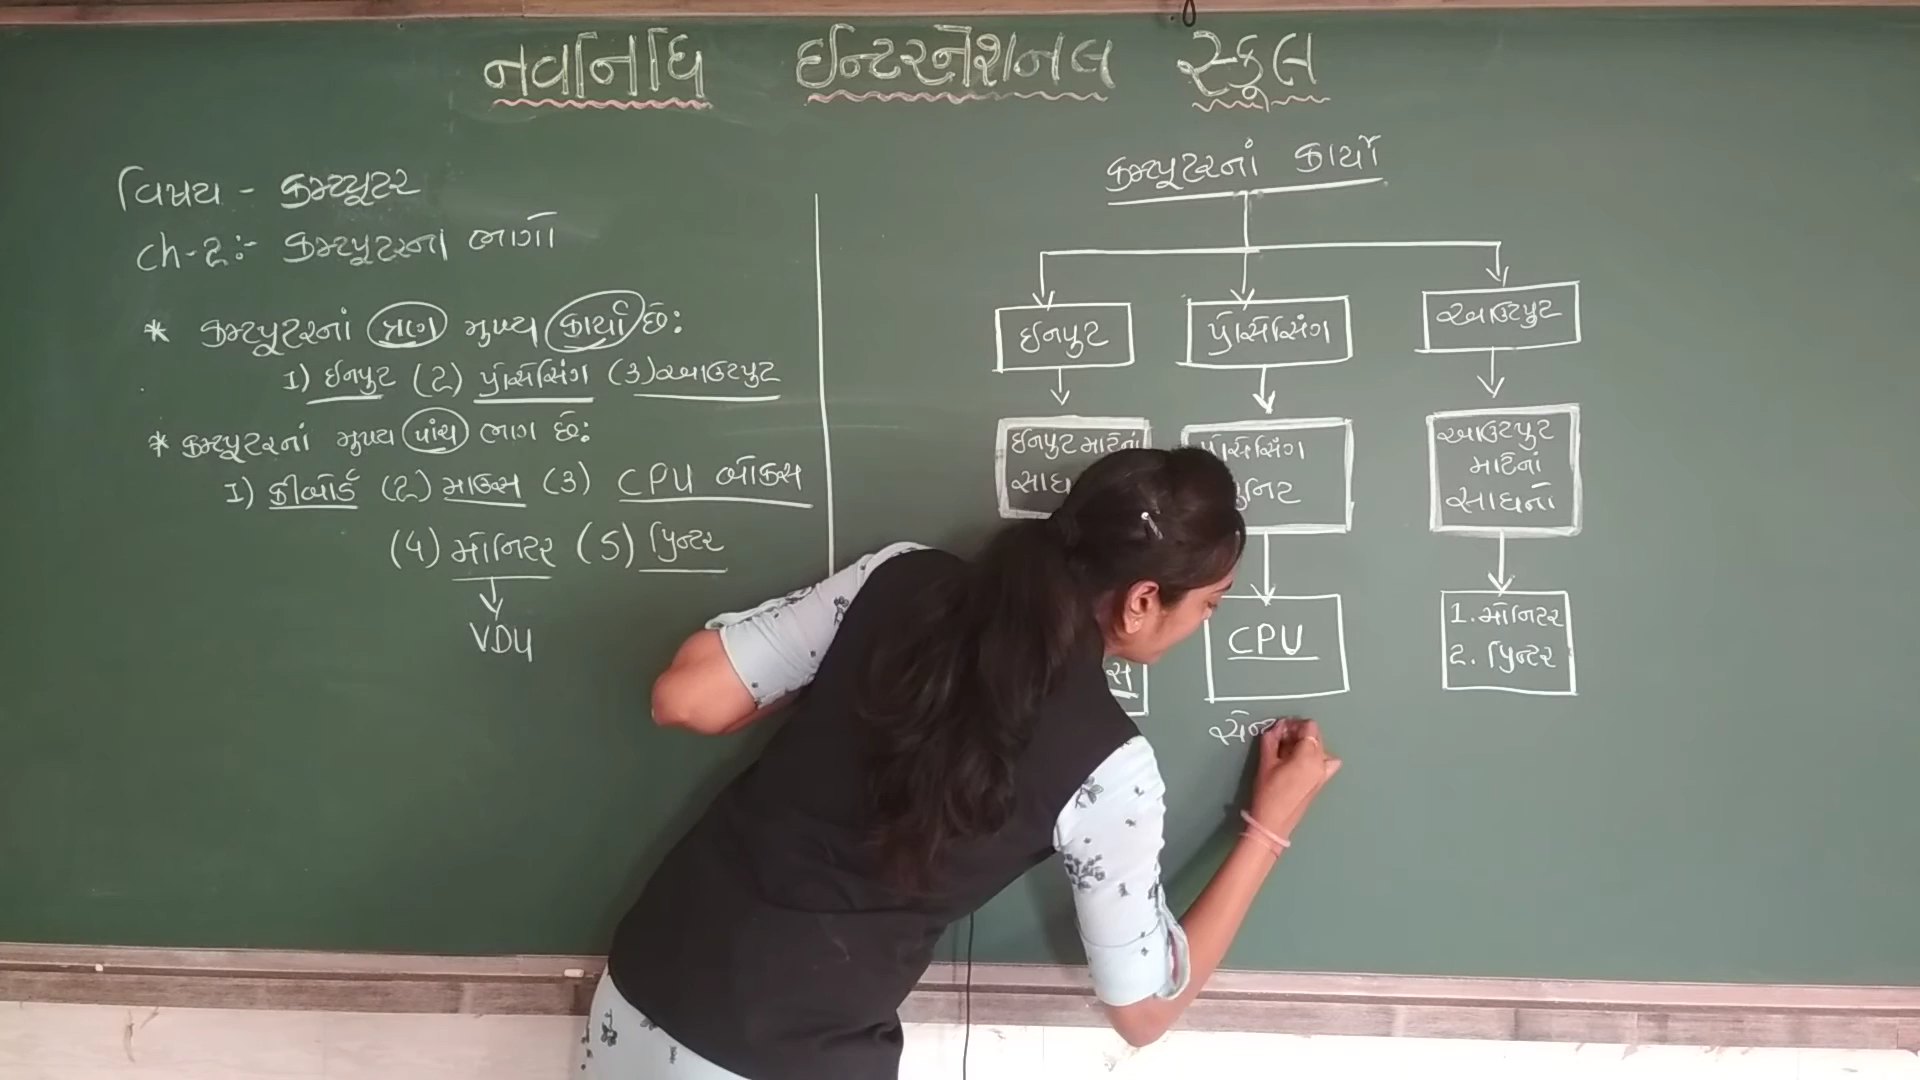 નવનિધિ ઈન્ટરનેશનલ સ્કૂલ
વિષય - કમ્પ્યૂટર
ch-2:- કમ્પ્યૂટરના ભાગો
* કમ્પ્યૂટરનાં ત્રણ મુખ્ય કાર્યો છે:
1) ઈનપુટ (2) પ્રોસેસિંગ (3) આઉટપુટ
* કમ્પ્યૂટરનાં મુખ્ય પાંચ ભાગ છે:
1) કીબોર્ડ (2) માઉસ (3) CPU બોક્સ
(4) મોનિટર (5) પ્રિન્ટર
VDU
કમ્પ્યૂટરનાં કાર્યો
ઈનપુટ
પ્રોસેસિંગ
આઉટપુટ
ઈનપુટ માટેનાં
સાધ
પ્રોસેસિંગ
યુનિટ
આઉટપુટ
માટેનાં
સાધનો
સ
CPU
1. મોનિટર
2. પ્રિન્ટર
સેન્ટ